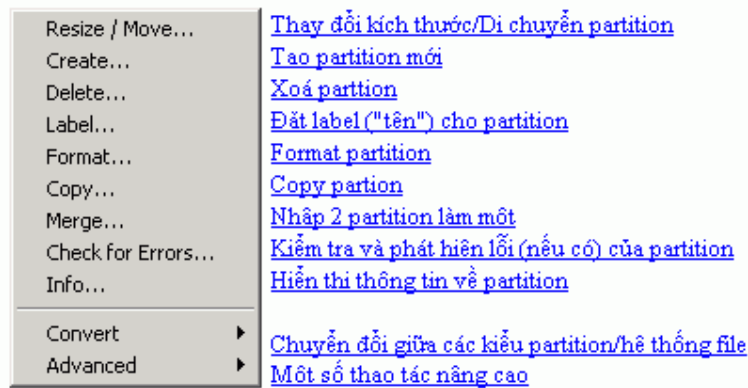 Resize / Move... Thay đổi kích thước/Di chuyển partition
Create... Tạo partition mới
Delete... Xoá parttion
Label... Đặt label ("tên") cho partition
Format... Format partition
Copy... Copy partion
Merge... Nhập 2 partition làm một
Check for Errors... Kiểm tra và phát hiện lỗi (nếu có) của partition
Info... Hiển thị thông tin về partition
Convert Chuyển đổi giữa các kiểu partition/hệ thống file
Advanced Một số thao tác nâng cao